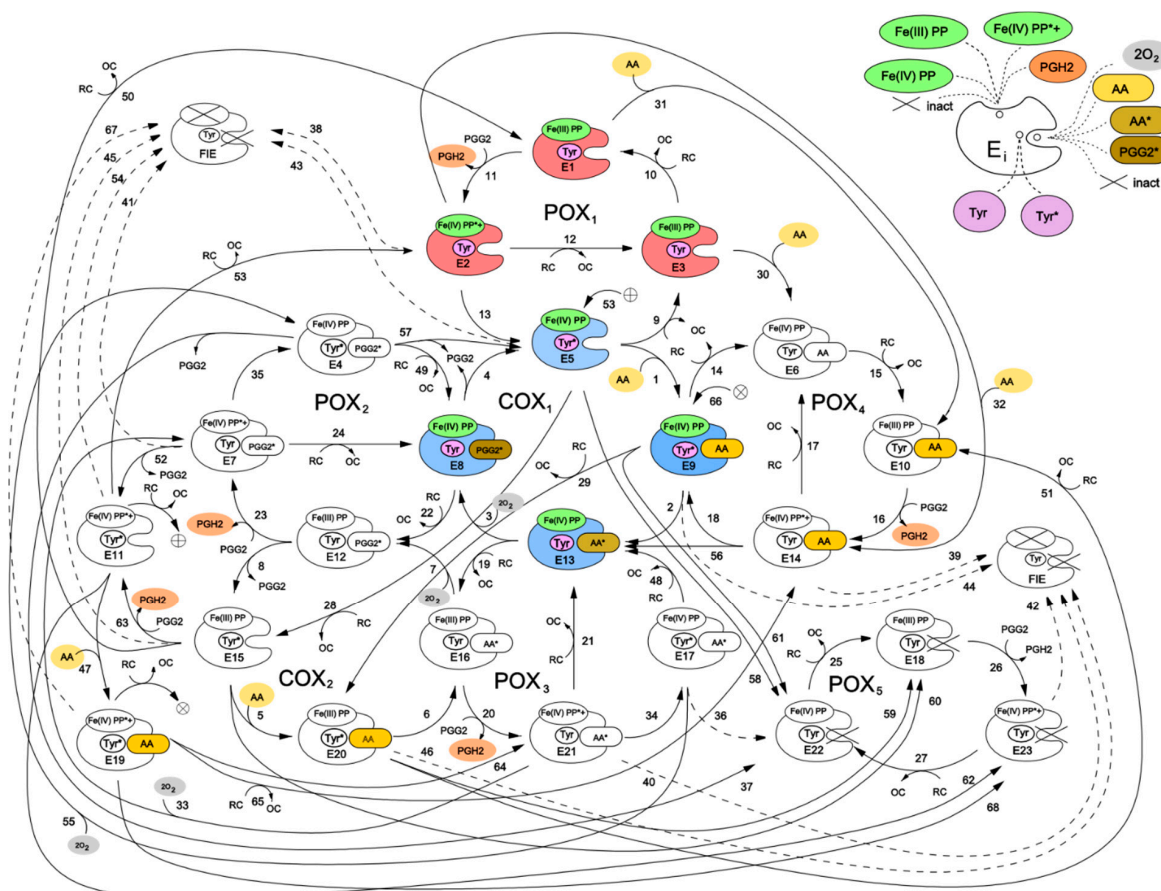 Fe(III) PP
Fe(IV) PP*+
Fe(IV) PP
PGH2
inact
2O₂
AA
AA*
PGG2*
inact
Ei
Tyr
Tyr*
OC
RC
50
67
45
54
41
38
43
Tyr
FIE
AA
31
Fe(III) PP
Tyr
E1
PGG2
PGH2
11
OC
RC
10
POX₁
Fe(IV) PP*+
Tyr
E2
12
RC
OC
Fe(III) PP
Tyr
E3
AA
30
RC
OC
53
13
53
Fe(IV) PP
Tyr*
E5
9
OC
RC
14
Fe(IV) PP
Tyr
AA
E6
15
RC
OC
Fe(IV) PP
Tyr*
PGG2*
E4
57
RC
49
OC
PGG2
4
AA
1
66
PGG2
35
POX₂
COX₁
POX₄
AA
32
Fe(IV) PP*+
Tyr
PGG2*
E7
24
RC
OC
Fe(IV) PP
Tyr
PGG2*
E8
Fe(IV) PP
Tyr*
AA
E9
OC
17
RC
Fe(III) PP
Tyr
AA
E10
52
PGG2
RC
OC
OC
29
RC
OC
51
RC
Fe(IV) PP*+
Tyr*
E11
PGH2
23
PGG2
Fe(III) PP
Tyr
PGG2*
E12
RC
22
OC
2O₂
3
Fe(IV) PP
Tyr
AA*
E13
2
18
56
Fe(IV) PP*+
Tyr
AA
E14
16
PGG2
PGH2
39
44
Tyr
FIE
42
8
PGG2
7
2O₂
19
RC
OC
OC
48
RC
PGH2
63
PGG2
Fe(III) PP
Tyr*
E15
28
RC
OC
Fe(III) PP
Tyr
AA*
E16
OC
21
RC
Fe(IV) PP
Tyr*
AA*
E17
61
58
OC
25
RC
Fe(III) PP
Tyr
E18
PGG2
PGH2
26
AA
47
RC
OC
COX₂
POX₃
POX₅
AA
5
6
20
PGG2
PGH2
34
36
59
60
Fe(IV) PP*+
Tyr*
AA
E19
Fe(III) PP
Tyr*
AA
E20
46
64
Fe(IV) PP*+
Tyr
AA*
E21
Fe(IV) PP
Tyr
E22
Fe(IV) PP*+
Tyr
E23
27
OC
RC
62
68
40
37
2O₂
33
RC
65
OC
55
2O₂